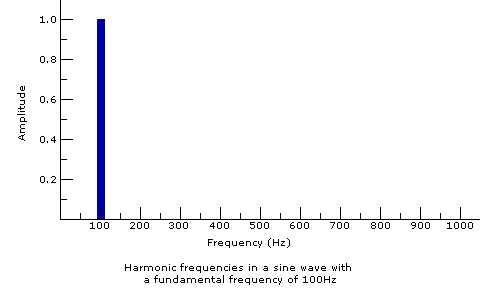 1.0
0.8
0.6
0.4
0.2
Amplitude
100 200 300 400 500 600 700 800 900 1000
Frequency (Hz)
Harmonic frequencies in a sine wave with
a fundamental frequency of 100Hz